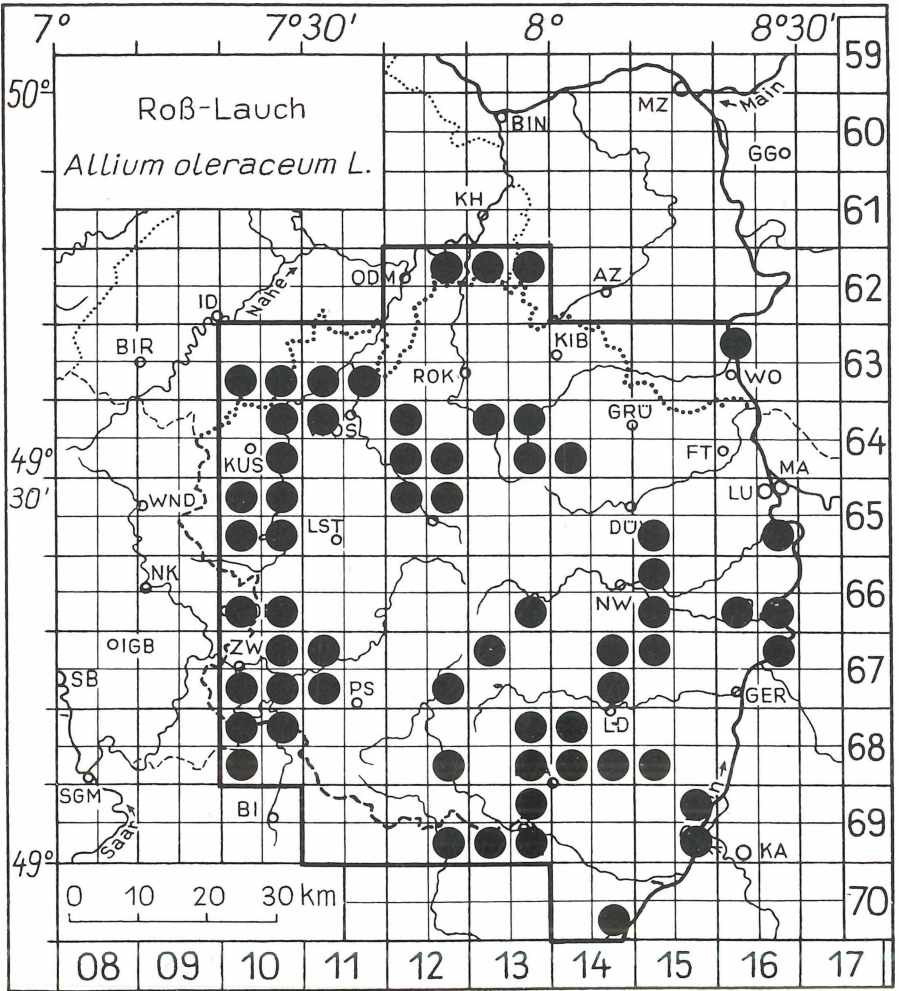 7° 7°30' 8° 8°30'
59
50°
Roß-Lauch
Allium oleraceum L.
MZ
Main
BIN
60
GG
KH
61
ODM
AZ
62
Nahe
ID
KIB
BIR
ROK
63
WO
GRÜ
S
64
KUS
FT
49°
30'
MA
LU
WND
LST
DÜ
65
NK
NW
66
IGB
ZW
67
SB
PS
GER
LD
68
SGM
BI
Saar
69
KA
49°
0 10 20 30 km
70
08 09 10 11 12 13 14 15 16 17